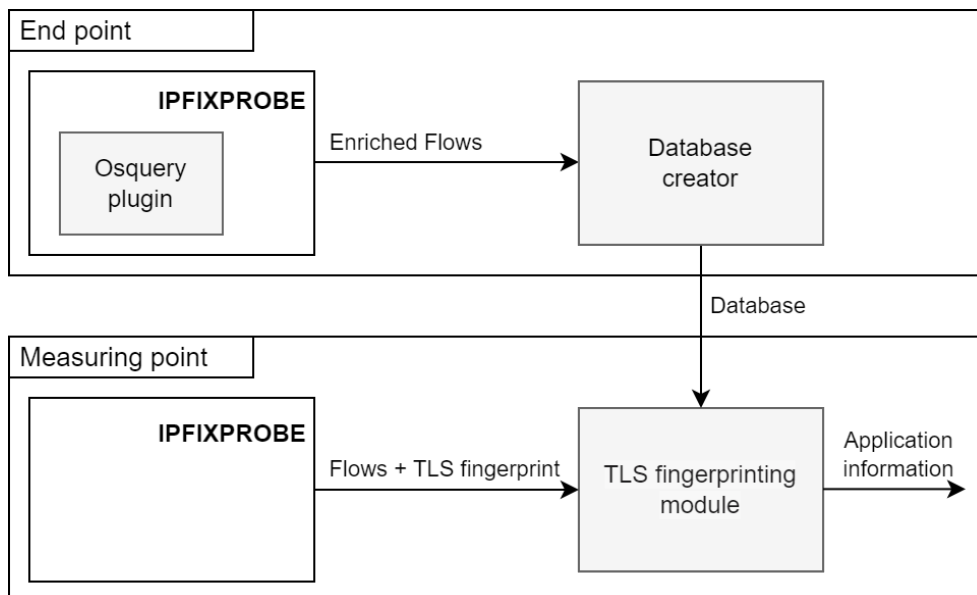 End point
IPFIXPROBE
Osquery
plugin
Enriched Flows
Database
creator
Database
Measuring point
IPFIXPROBE
Flows + TLS fingerprint
TLS fingerprinting
module
Application
information